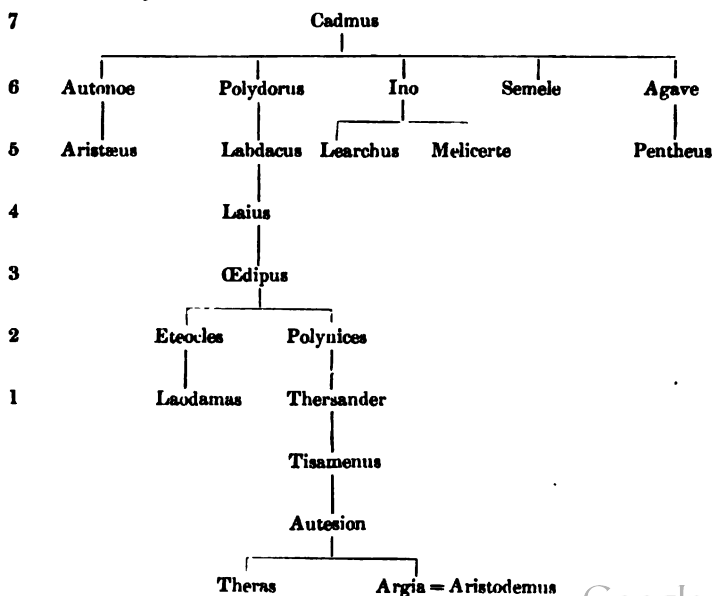 7 Cadmus
6 Autonoe Polydorus Ino Semele Agave
5 Aristæus Labdacus Learchus Melicerte Pentheus
4 Laius
3 Œdipus
2 Eteocles Polynices
1 Laodamas Thersander
Tisamenus
Autesion
Theras Argia = Aristodemus